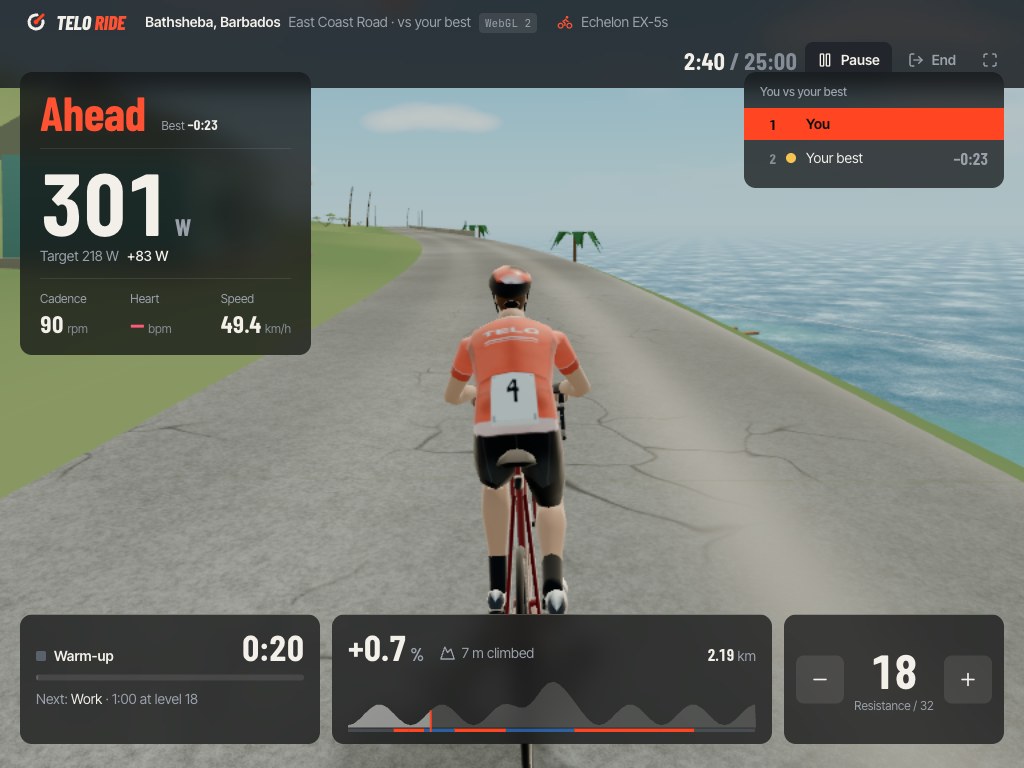 TELO RIDE Bathsheba, Barbados East Coast Road · vs your best WebGL 2 Echelon EX-5s
2:40 / 25:00 Pause End
Ahead Best −0:23
301 W
Target 218 W +83 W
Cadence Heart Speed
90 rpm — bpm 49.4 km/h
You vs your best
1 You
2 Your best −0:23
TELO
4
Warm-up 0:20
Next: Work · 1:00 at level 18
+0.7 % 7 m climbed 2.19 km
− 18 +
Resistance / 32